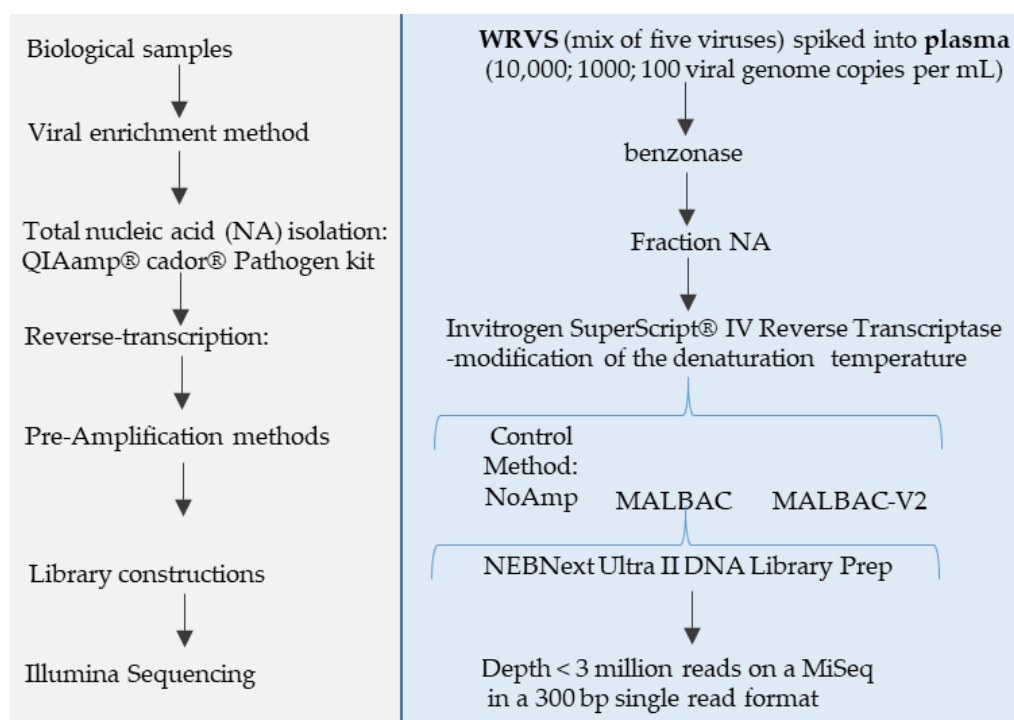 Biological samples
Viral enrichment method
Total nucleic acid (NA) isolation:
QIAamp® cador® Pathogen kit
Reverse-transcription:
Pre-Amplification methods
Library constructions
Illumina Sequencing
WRVS (mix of five viruses) spiked into plasma
(10,000; 1000; 100 viral genome copies per mL)
benzonase
Fraction NA
Invitrogen SuperScript® IV Reverse Transcriptase
-modification of the denaturation temperature
Control
Method:
NoAmp MALBAC MALBAC-V2
NEBNext Ultra II DNA Library Prep
Depth < 3 million reads on a MiSeq
in a 300 bp single read format